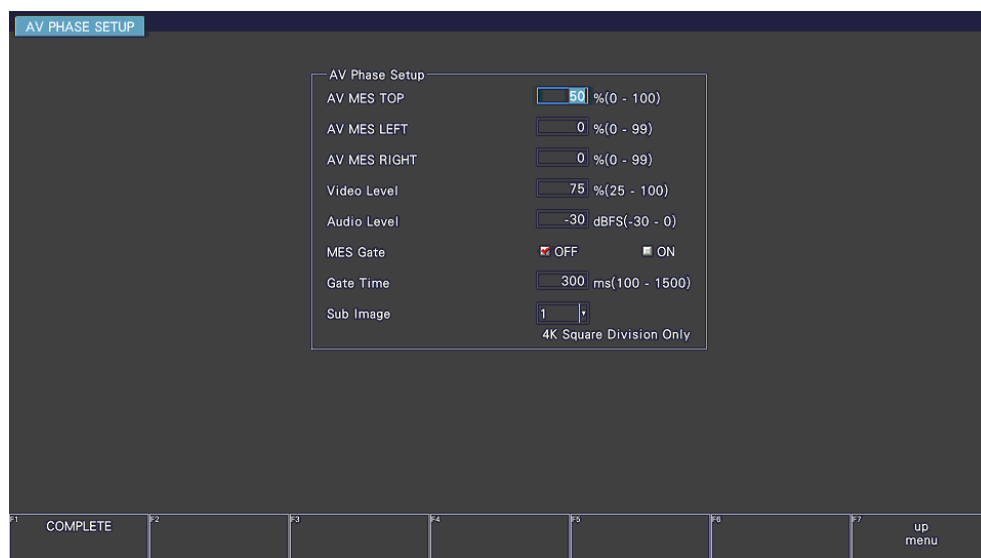 AV PHASE SETUP
AV Phase Setup
AV MES TOP 50 %(0 - 100)
AV MES LEFT 0 %(0 - 99)
AV MES RIGHT 0 %(0 - 99)
Video Level 75 %(25 - 100)
Audio Level -30 dBFS(-30 - 0)
MES Gate OFF ON
Gate Time 300 ms(100 - 1500)
Sub Image 1
4K Square Division Only
F1 COMPLETE F2 F3 F4 F5 F6 F7 up
menu